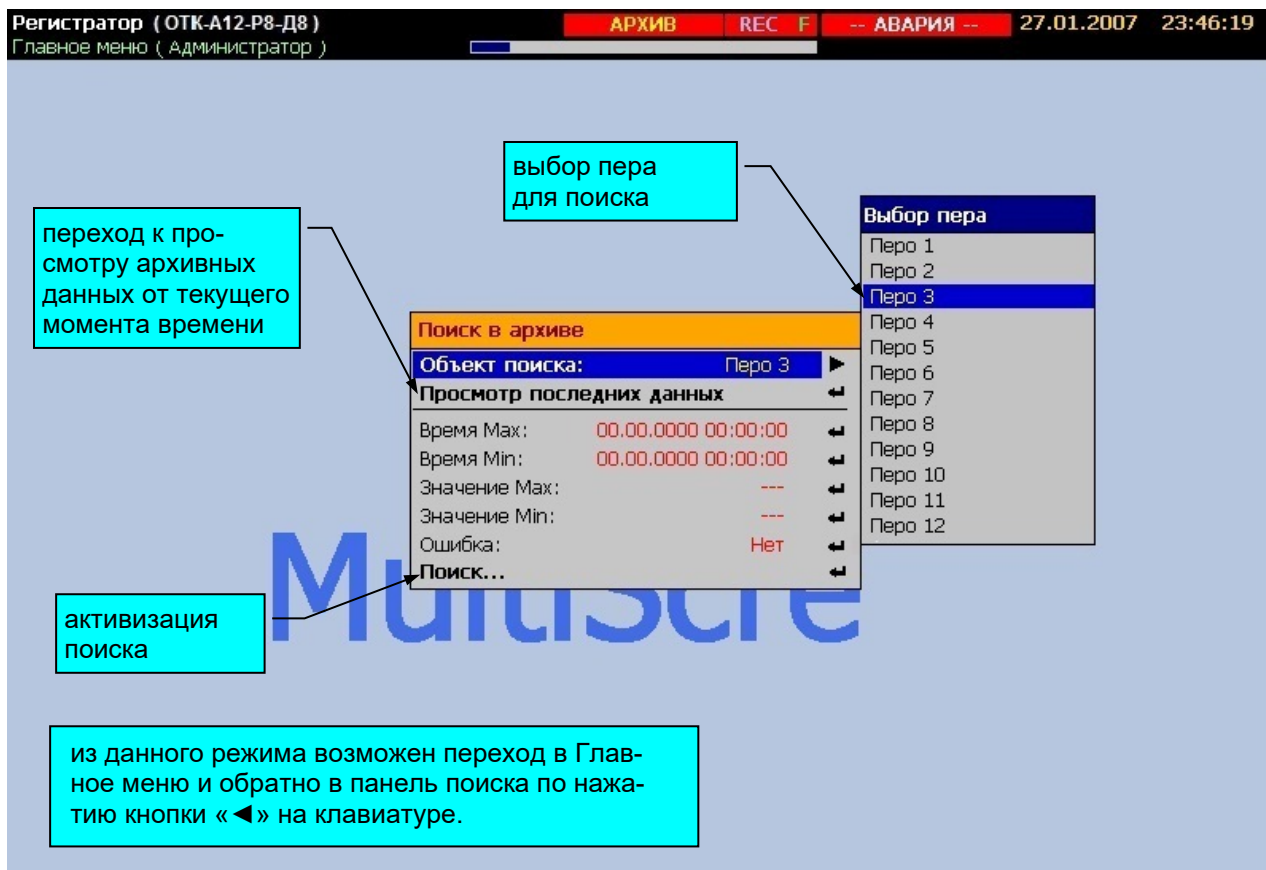 Регистратор ( ОТК-А12-Р8-Д8 )
АРХИВ
REC F
-- АВАРИЯ --
27.01.2007 23:46:19
Главное меню ( Администратор )
выбор пера
для поиска
переход к про-
смотру архивных
данных от текущего
момента времени
Выбор пера
Перо 1
Перо 2
Перо 3
Перо 4
Перо 5
Перо 6
Перо 7
Перо 8
Перо 9
Перо 10
Перо 11
Перо 12
Поиск в архиве
Объект поиска: Перо 3 ►
Просмотр последних данных ↵
Время Max: 00.00.0000 00:00:00 ↵
Время Min: 00.00.0000 00:00:00 ↵
Значение Max: --- ↵
Значение Min: --- ↵
Ошибка: Нет ↵
Поиск... ↵
MultiScre
активизация
поиска
из данного режима возможен переход в Глав-
ное меню и обратно в панель поиска по нажа-
тию кнопки «◄» на клавиатуре.